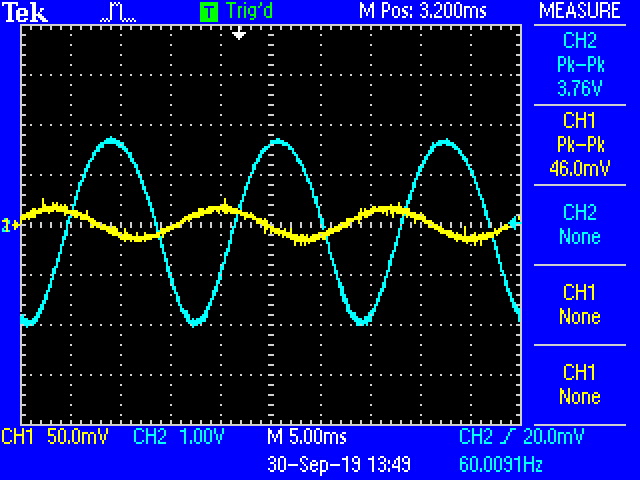 Tek T Trig'd M Pos: 3.200ms MEASURE
CH2
Pk-Pk
3.76V
CH1
Pk-Pk
46.0mV
CH2
None
CH1
None
CH1
None
CH1 50.0mV CH2 1.00V M 5.00ms CH2 20.0mV
30-Sep-19 13:49 60.0091Hz